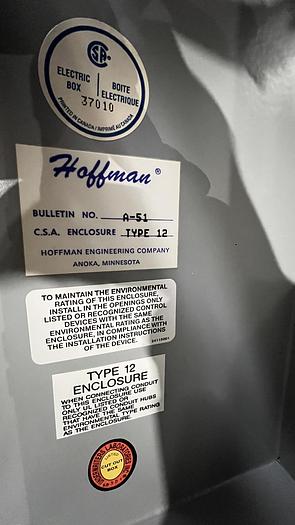 CSA
ELECTRIC | BOITE
BOX | ELECTRIQUE
37010
PRINTED IN CANADA / IMPRIMÉ AU CANADA
Hoffman®
BULLETIN NO. A-51
C.S.A. ENCLOSURE TYPE 12
HOFFMAN ENGINEERING COMPANY
ANOKA, MINNESOTA
TO MAINTAIN THE ENVIRONMENTAL
RATING OF THIS ENCLOSURE,
INSTALL IN THE OPENINGS ONLY
LISTED OR RECOGNIZED CONTROL
DEVICES WITH THE SAME
ENVIRONMENTAL RATING AS THE
ENCLOSURE, IN COMPLIANCE WITH
THE INSTALLATION INSTRUCTIONS
OF THE DEVICE.
TYPE 12
ENCLOSURE
WHEN CONNECTING CONDUIT
TO THIS ENCLOSURE USE
ONLY UL LISTED OR
RECOGNIZED CONDUIT HUBS
THAT HAVE THE SAME
ENVIRONMENTAL TYPE RATING
AS THE ENCLOSURE.
UNDERWRITERS LABORATORIES INC.
LISTED
CUT OUT
BOX